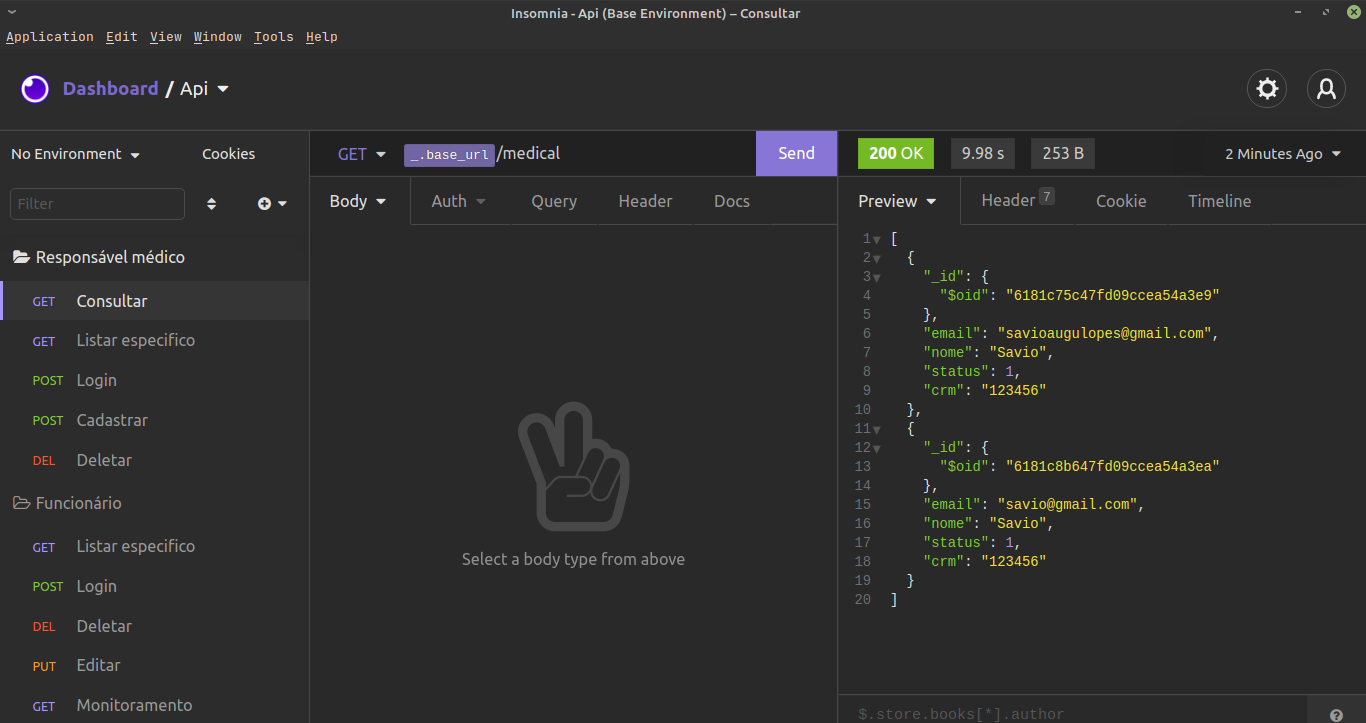 Insomnia - Api (Base Environment) – Consultar
Application Edit View Window Tools Help
Dashboard / Api
No Environment Cookies
Filter
Responsável médico
GET Consultar
GET Listar especifico
POST Login
POST Cadastrar
DEL Deletar
Funcionário
GET Listar especifico
POST Login
DEL Deletar
PUT Editar
GET Monitoramento
GET _.base_url/medical Send
Body Auth Query Header Docs
Select a body type from above
200 OK 9.98 s 253 B 2 Minutes Ago
Preview Header 7 Cookie Timeline
1 [
2 {
3 "_id": {
4 "$oid": "6181c75c47fd09ccea54a3e9"
5 },
6 "email": "savioaugulopes@gmail.com",
7 "nome": "Savio",
8 "status": 1,
9 "crm": "123456"
10 },
11 {
12 "_id": {
13 "$oid": "6181c8b647fd09ccea54a3ea"
14 },
15 "email": "savio@gmail.com",
16 "nome": "Savio",
17 "status": 1,
18 "crm": "123456"
19 }
20 ]
$.store.books[*].author ?